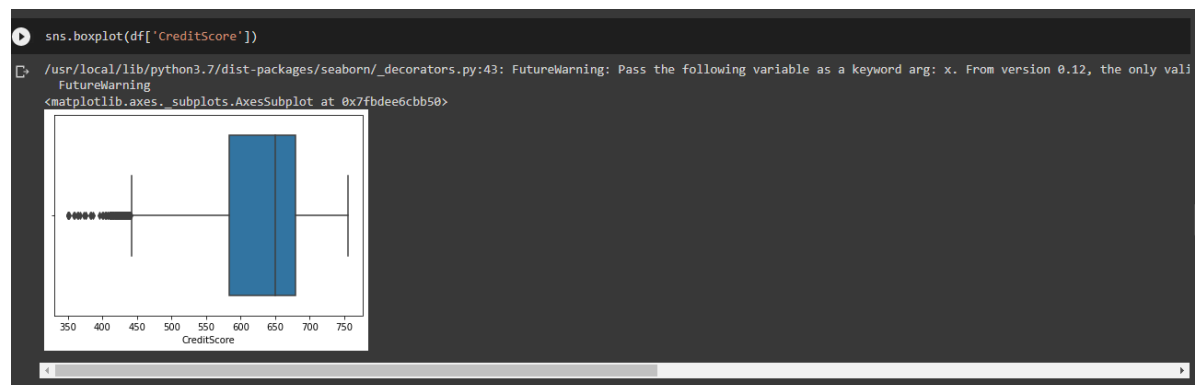 sns.boxplot(df['CreditScore'])
/usr/local/lib/python3.7/dist-packages/seaborn/_decorators.py:43: FutureWarning: Pass the following variable as a keyword arg: x. From version 0.12, the only vali
FutureWarning
<matplotlib.axes._subplots.AxesSubplot at 0x7fbdee6cbb50>
350 400 450 500 550 600 650 700 750
CreditScore